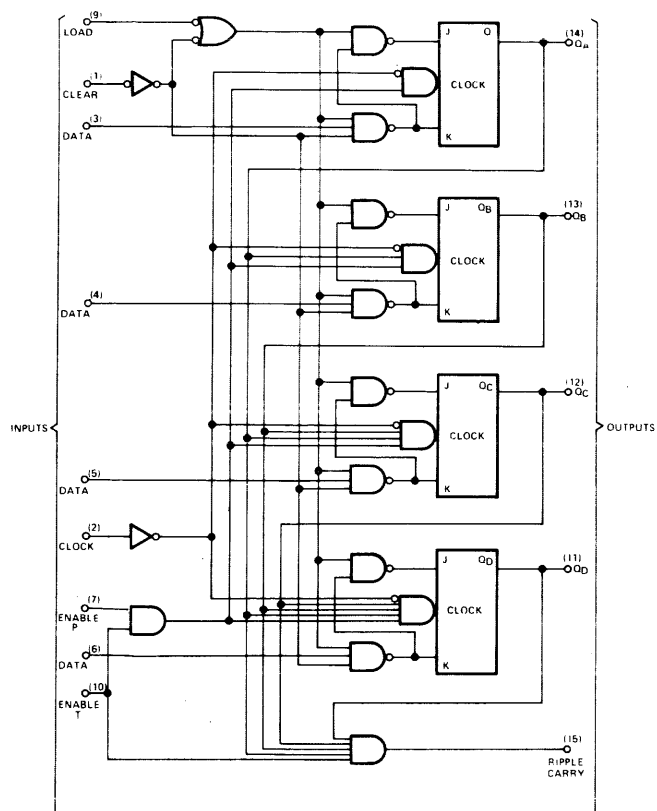 (9)
LOAD
(1)
CLEAR
(3)
DATA
J Q
CLOCK
K
(14)
QA
(4)
DATA
J QB
CLOCK
K
(13)
QB
INPUTS
OUTPUTS
(5)
DATA
J QC
CLOCK
K
(12)
QC
(2)
CLOCK
(7)
ENABLE
P
(6)
DATA
(10)
ENABLE
T
J QD
CLOCK
K
(11)
QD
(15)
RIPPLE
CARRY